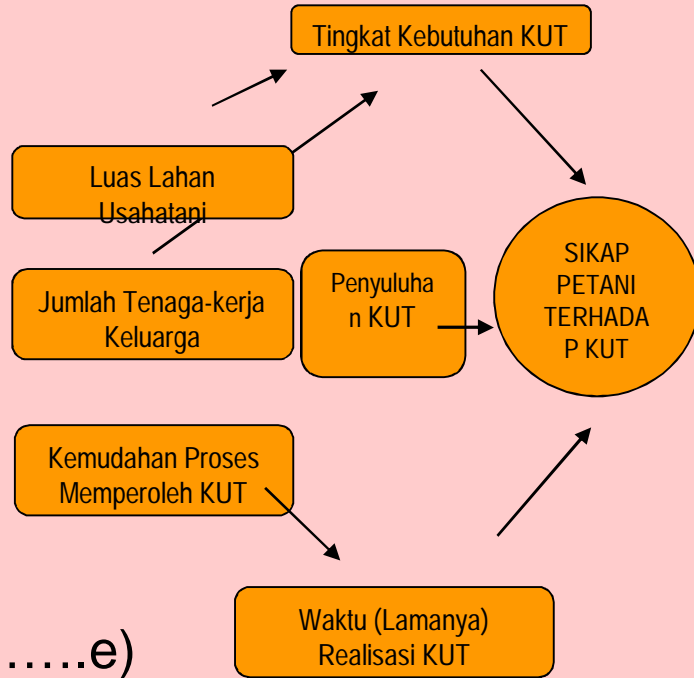 Tingkat Kebutuhan KUT
Luas Lahan
Usahatani
Jumlah Tenaga-kerja
Keluarga
Penyuluha
n KUT
SIKAP
PETANI
TERHADA
P KUT
Kemudahan Proses
Memperoleh KUT
Waktu (Lamanya)
Realisasi KUT
…..e)